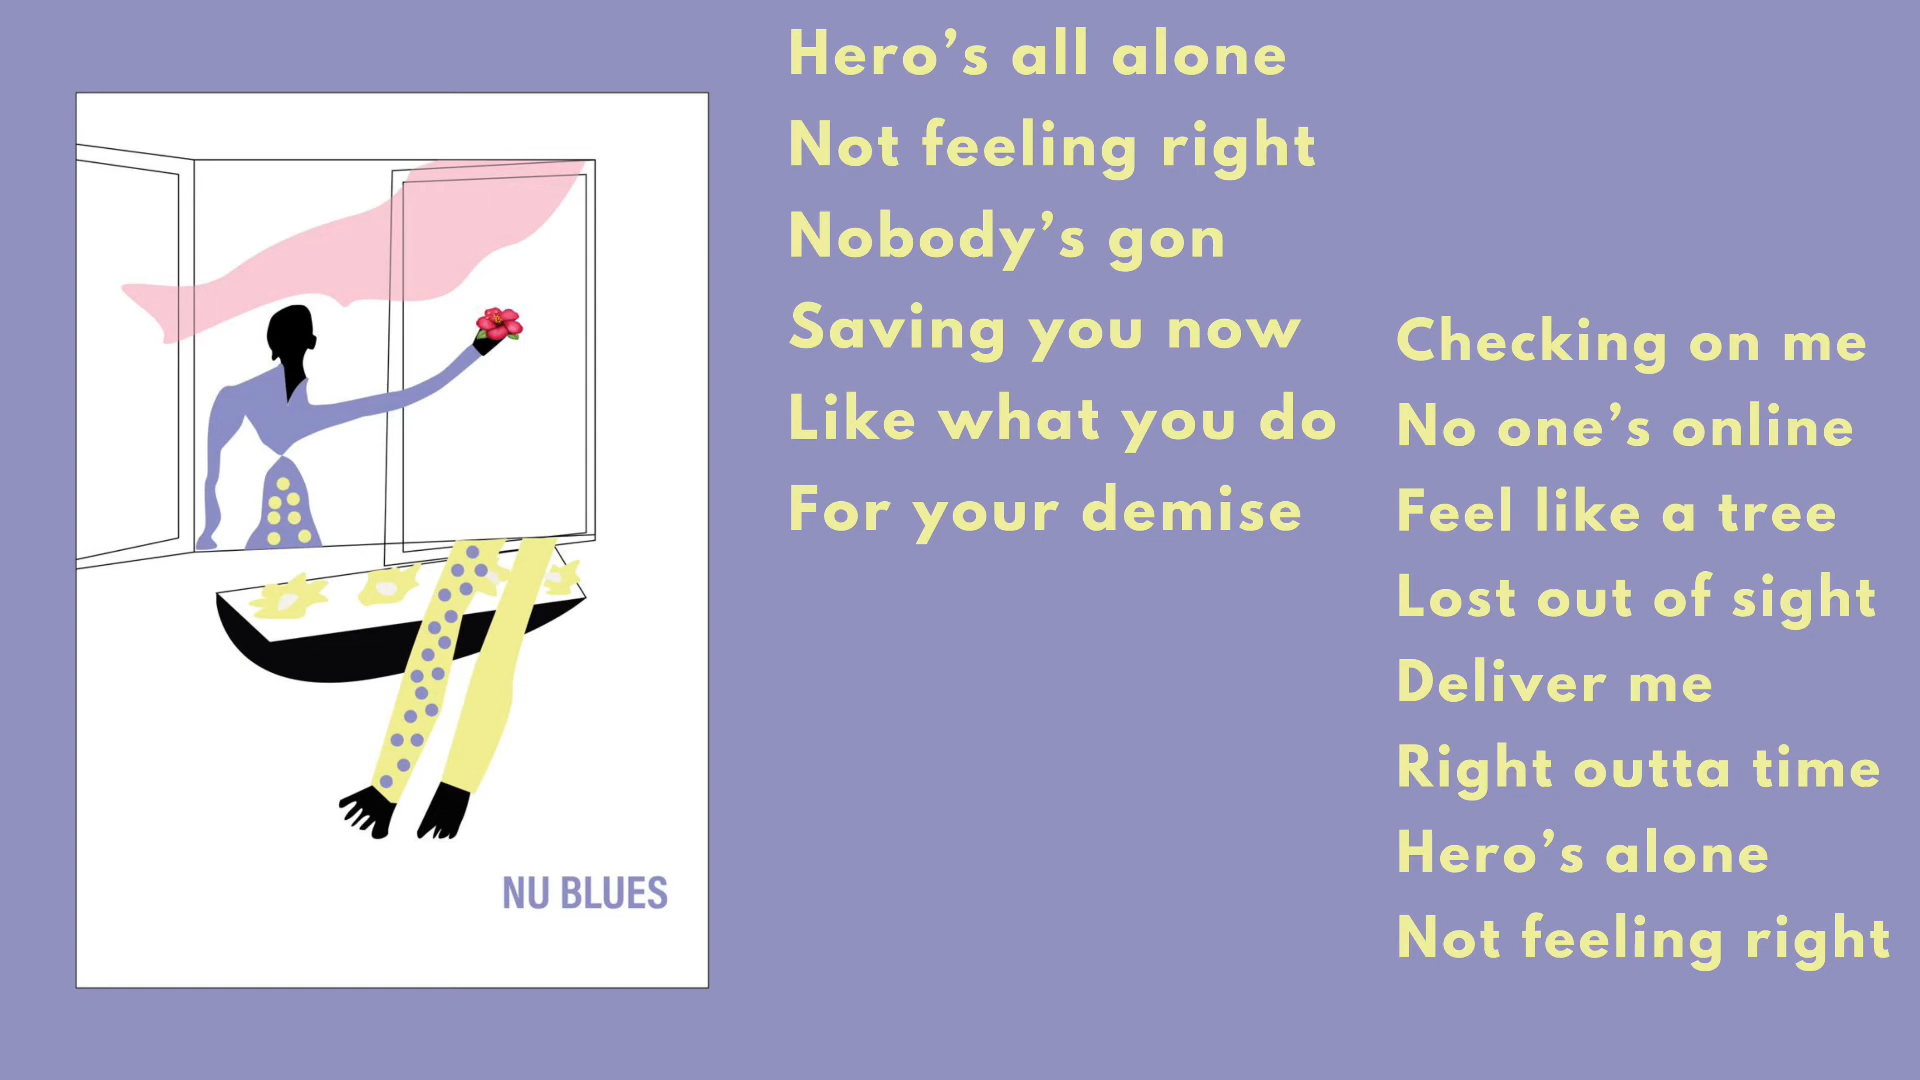 Hero’s all alone
Not feeling right
Nobody’s gon
Saving you now
Like what you do
For your demise
Checking on me
No one’s online
Feel like a tree
Lost out of sight
Deliver me
Right outta time
Hero’s alone
Not feeling right
NU BLUES